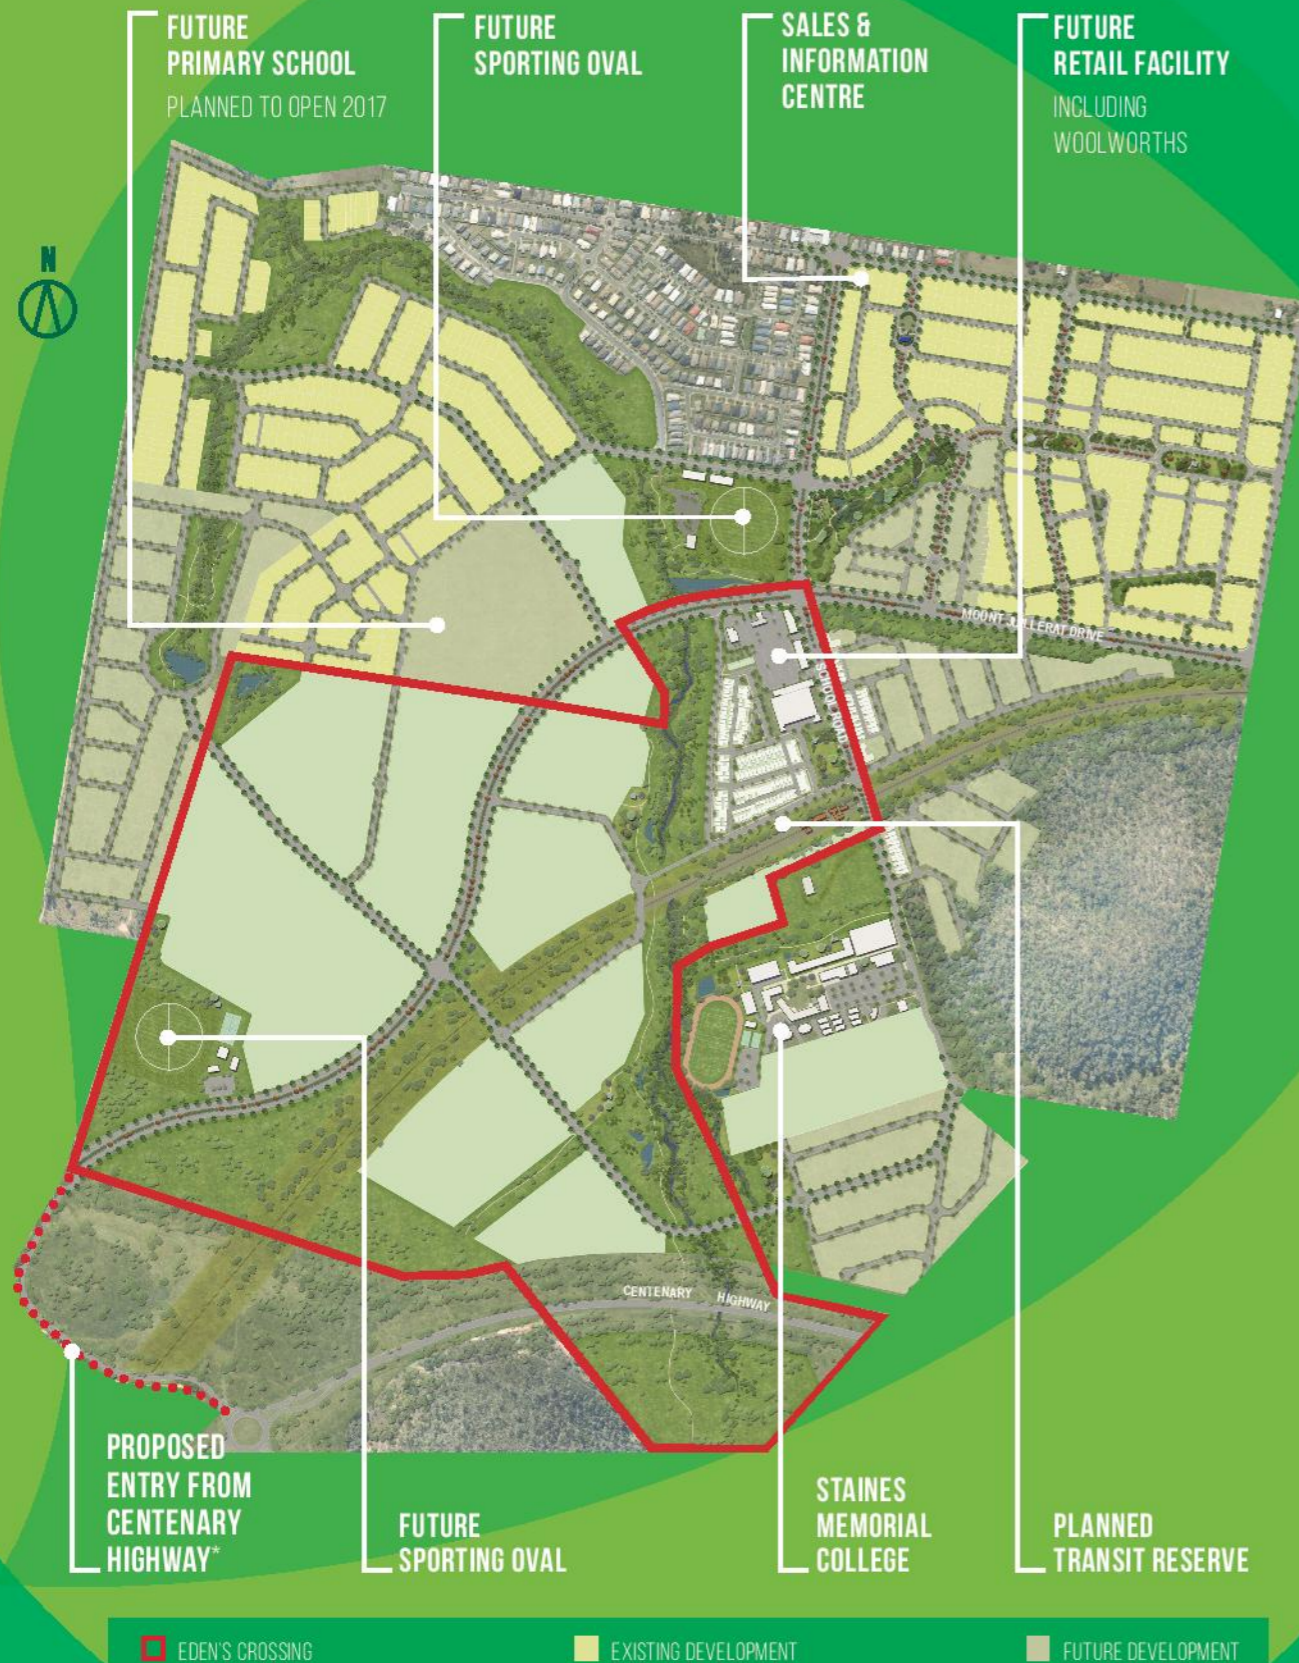 FUTURE
PRIMARY SCHOOL
PLANNED TO OPEN 2017
FUTURE
SPORTING OVAL
SALES &
INFORMATION
CENTRE
FUTURE
RETAIL FACILITY
INCLUDING
WOOLWORTHS
N
MOUNT JUILLERAT DRIVE
SCHOOL ROAD
CENTENARY HIGHWAY
PROPOSED
ENTRY FROM
CENTENARY
HIGHWAY*
FUTURE
SPORTING OVAL
STAINES
MEMORIAL
COLLEGE
PLANNED
TRANSIT RESERVE
EDEN'S CROSSING
EXISTING DEVELOPMENT
FUTURE DEVELOPMENT